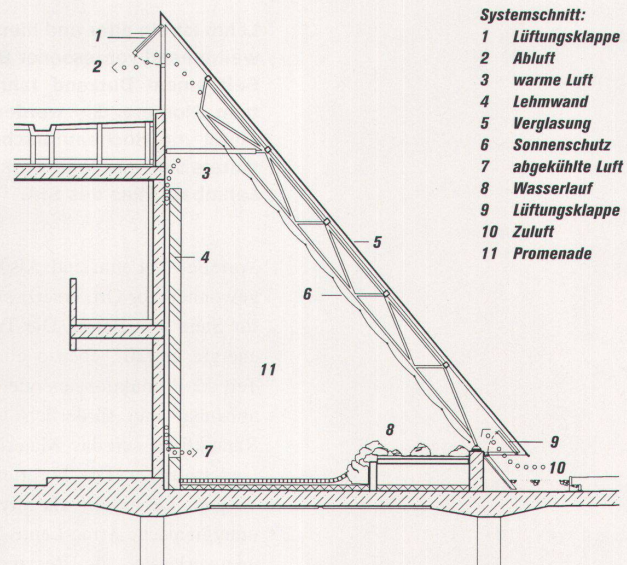 Systemschnitt:
1 Lüftungsklappe
2 Abluft
3 warme Luft
4 Lehmwand
5 Verglasung
6 Sonnenschutz
7 abgekühlte Luft
8 Wasserlauf
9 Lüftungsklappe
10 Zuluft
11 Promenade
1
2
3
4
5
6
11
8
7
9
10